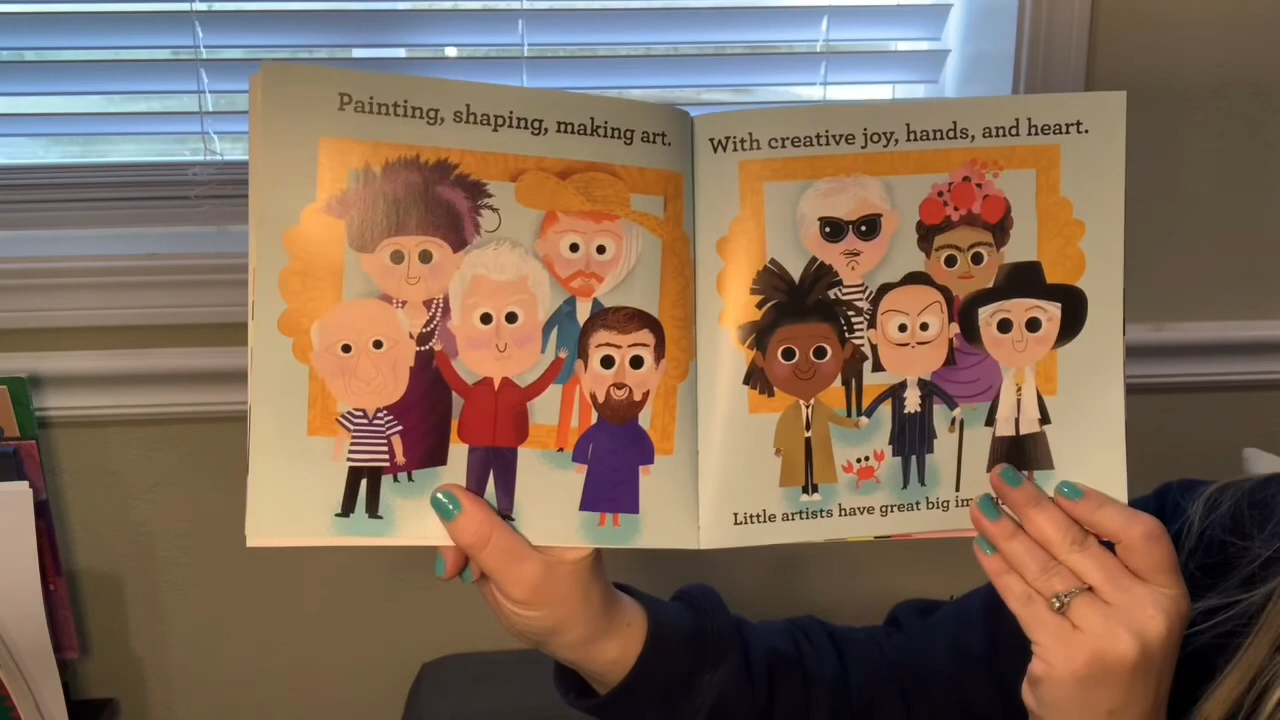 Painting, shaping, making art.
With creative joy, hands, and heart.
Little artists have great big